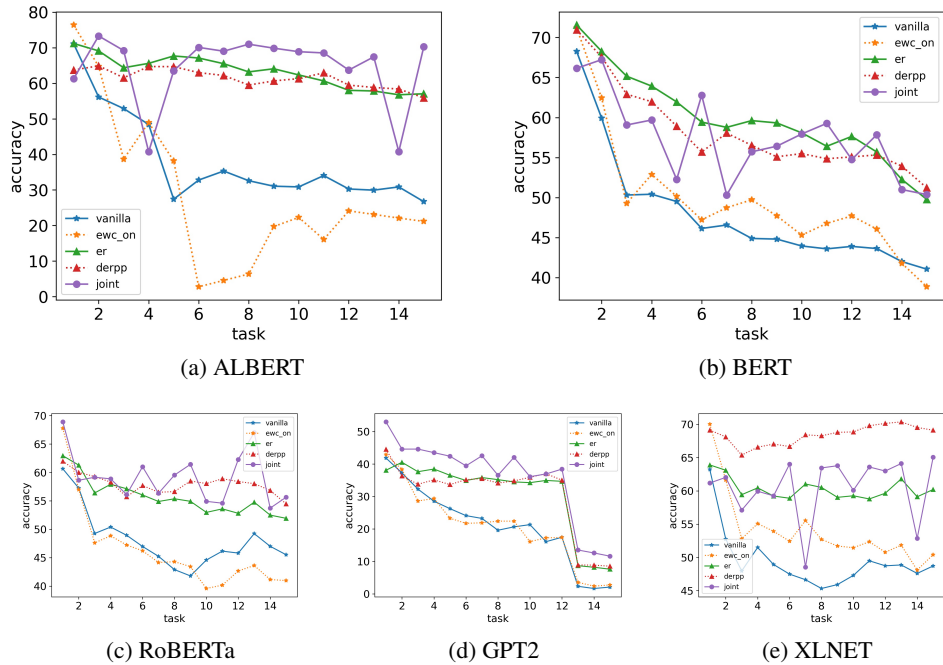 80
70
60
50
40
30
20
10
0
accuracy
vanilla
ewc_on
er
derpp
joint
2 4 6 8 10 12 14
task
(a) ALBERT
70
65
60
55
50
45
40
accuracy
vanilla
ewc_on
er
derpp
joint
2 4 6 8 10 12 14
task
(b) BERT
70
65
60
55
50
45
40
accuracy
vanilla
ewc_on
er
derpp
joint
2 4 6 8 10 12 14
task
(c) RoBERTa
50
40
30
20
10
0
accuracy
vanilla
ewc_on
er
derpp
joint
2 4 6 8 10 12 14
task
(d) GPT2
70
65
60
55
50
45
accuracy
vanilla
ewc_on
er
derpp
joint
2 4 6 8 10 12 14
task
(e) XLNET